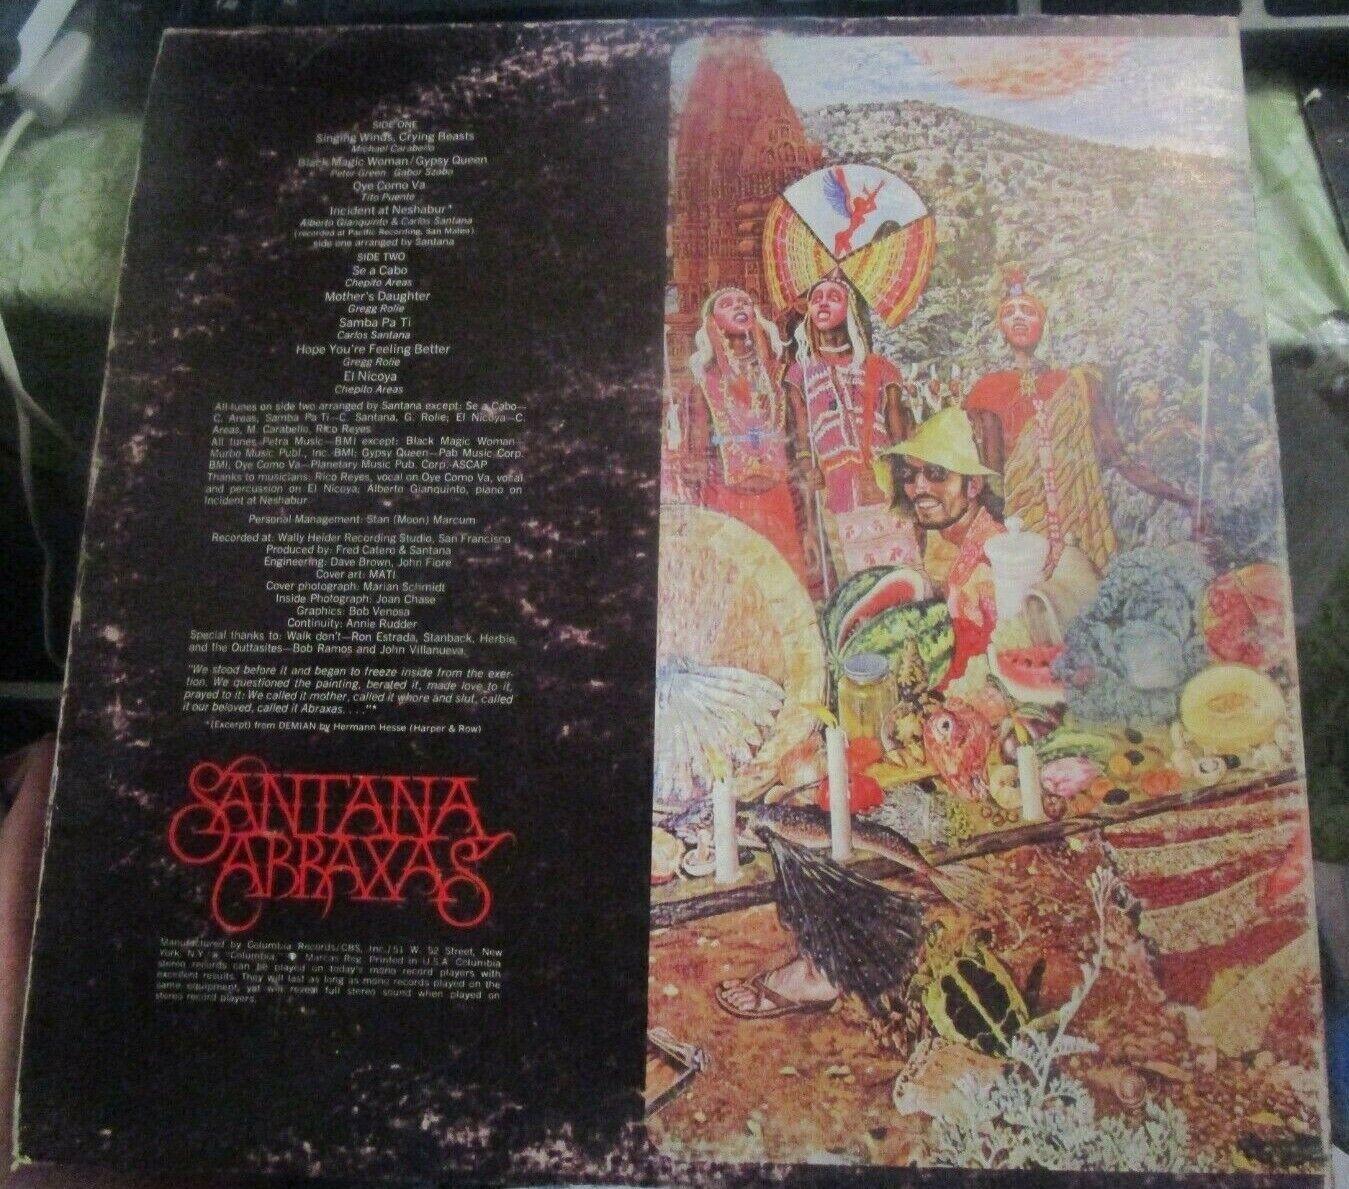 SIDE ONE
Singing Winds, Crying Beasts
Michael Carabello
Black Magic Woman/Gypsy Queen
Peter Green Gabor Szabo
Oye Como Va
Tito Puente
Incident at Neshabur*
Alberto Gianquinto & Carlos Santana
(recorded at Pacific Recording, San Mateo)
side one arranged by Santana
SIDE TWO
Se a Cabo
Chepito Areas
Mother's Daughter
Gregg Rolie
Samba Pa Ti
Carlos Santana
Hope You're Feeling Better
Gregg Rolie
El Nicoya
Chepito Areas
All tunes on side two arranged by Santana except: Se a Cabo—
C. Areas, Samba Pa Ti—C. Santana, G. Rolie; El Nicoya—C.
Areas, M. Carabello, Rico Reyes
All tunes Petra Music—BMI except: Black Magic Woman-
Murbo Music Publ., Inc. BMI; Gypsy Queen—Pab Music Corp.
BMI, Oye Como Va—Planetary Music Pub. Corp. ASCAP
Thanks to musicians: Rico Reyes, vocal on Oye Como Va, vocal
and percussion on El Nicoya; Alberto Gianquinto, piano on
Incident at Neshabur
Personal Management: Stan (Moon) Marcum
Recorded at: Wally Heider Recording Studio, San Francisco
Produced by: Fred Catero & Santana
Engineering: Dave Brown, John Fiore
Cover art: MATI
Cover photograph: Marian Schmidt
Inside Photograph: Joan Chase
Graphics: Bob Venosa
Continuity: Annie Rudder
Special thanks to: Walk don't—Ron Estrada, Stanback, Herbie,
and the Outtasites—Bob Ramos and John Villanueva
"We stood before it and began to freeze inside from the exer-
tion. We questioned the painting, berated it, made love to it,
prayed to it: We called it mother, called it whore and slut, called
it our beloved, called it Abraxas. . . ."*
*(Excerpt) from DEMIAN by Hermann Hesse (Harper & Row)
SANTANA
ABRAXAS
Manufactured by Columbia Records/CBS, Inc./51 W. 52 Street, New
York, N.Y. "Columbia," Marcas Reg. Printed in U.S.A. Columbia
stereo records can be played on today's mono record players with
excellent results. They will last as long as mono records played on the
same equipment, yet will reveal full stereo sound when played on
stereo record players.